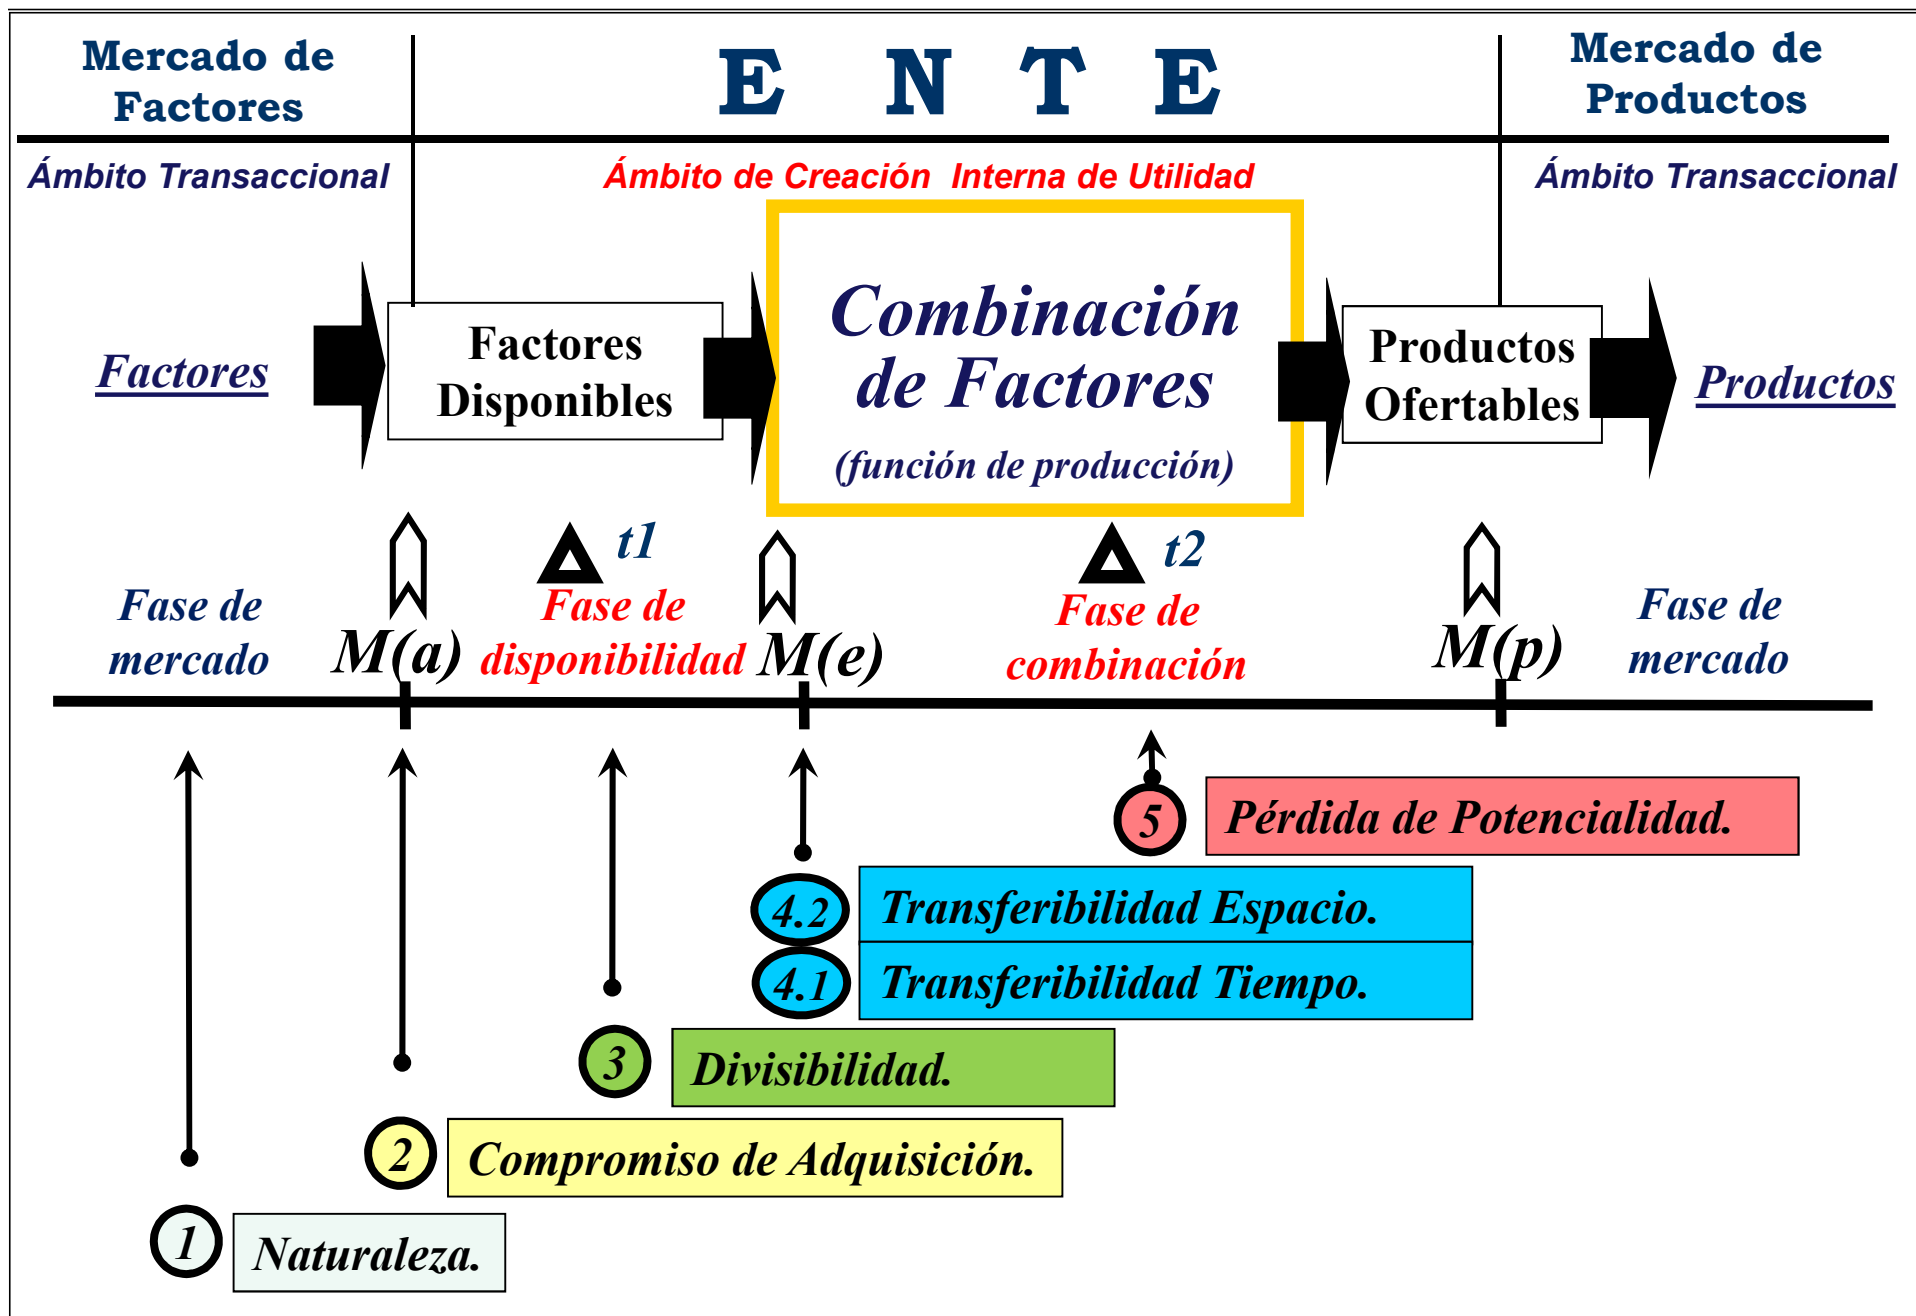 Mercado de
Factores
E N T E
Mercado de
Productos
Ámbito Transaccional
Ámbito de Creación Interna de Utilidad
Ámbito Transaccional
Factores
Factores
Disponibles
Combinación
de Factores
(función de producción)
Productos
Ofertables
Productos
t1
t2
Fase de
mercado
M(a)
Fase de
disponibilidad
M(e)
Fase de
combinación
M(p)
Fase de
mercado
5 Pérdida de Potencialidad.
4.2 Transferibilidad Espacio.
4.1 Transferibilidad Tiempo.
3 Divisibilidad.
2 Compromiso de Adquisición.
1 Naturaleza.